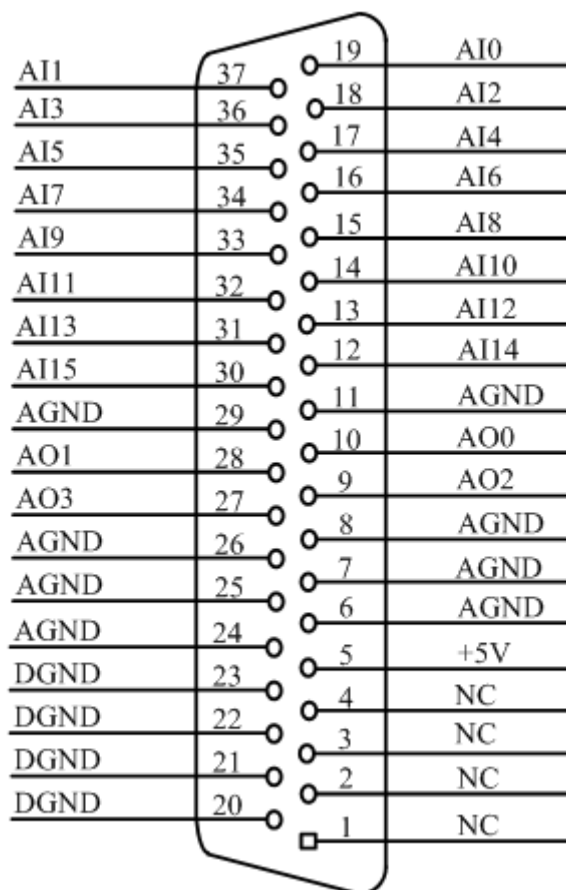 19 AI0
AI1 37
18 AI2
AI3 36
17 AI4
AI5 35
16 AI6
AI7 34
15 AI8
AI9 33
14 AI10
AI11 32
13 AI12
AI13 31
12 AI14
AI15 30
11 AGND
AGND 29
10 AO0
AO1 28
9 AO2
AO3 27
8 AGND
AGND 26
7 AGND
AGND 25
6 AGND
AGND 24
5 +5V
DGND 23
4 NC
DGND 22
3 NC
DGND 21
2 NC
DGND 20
1 NC